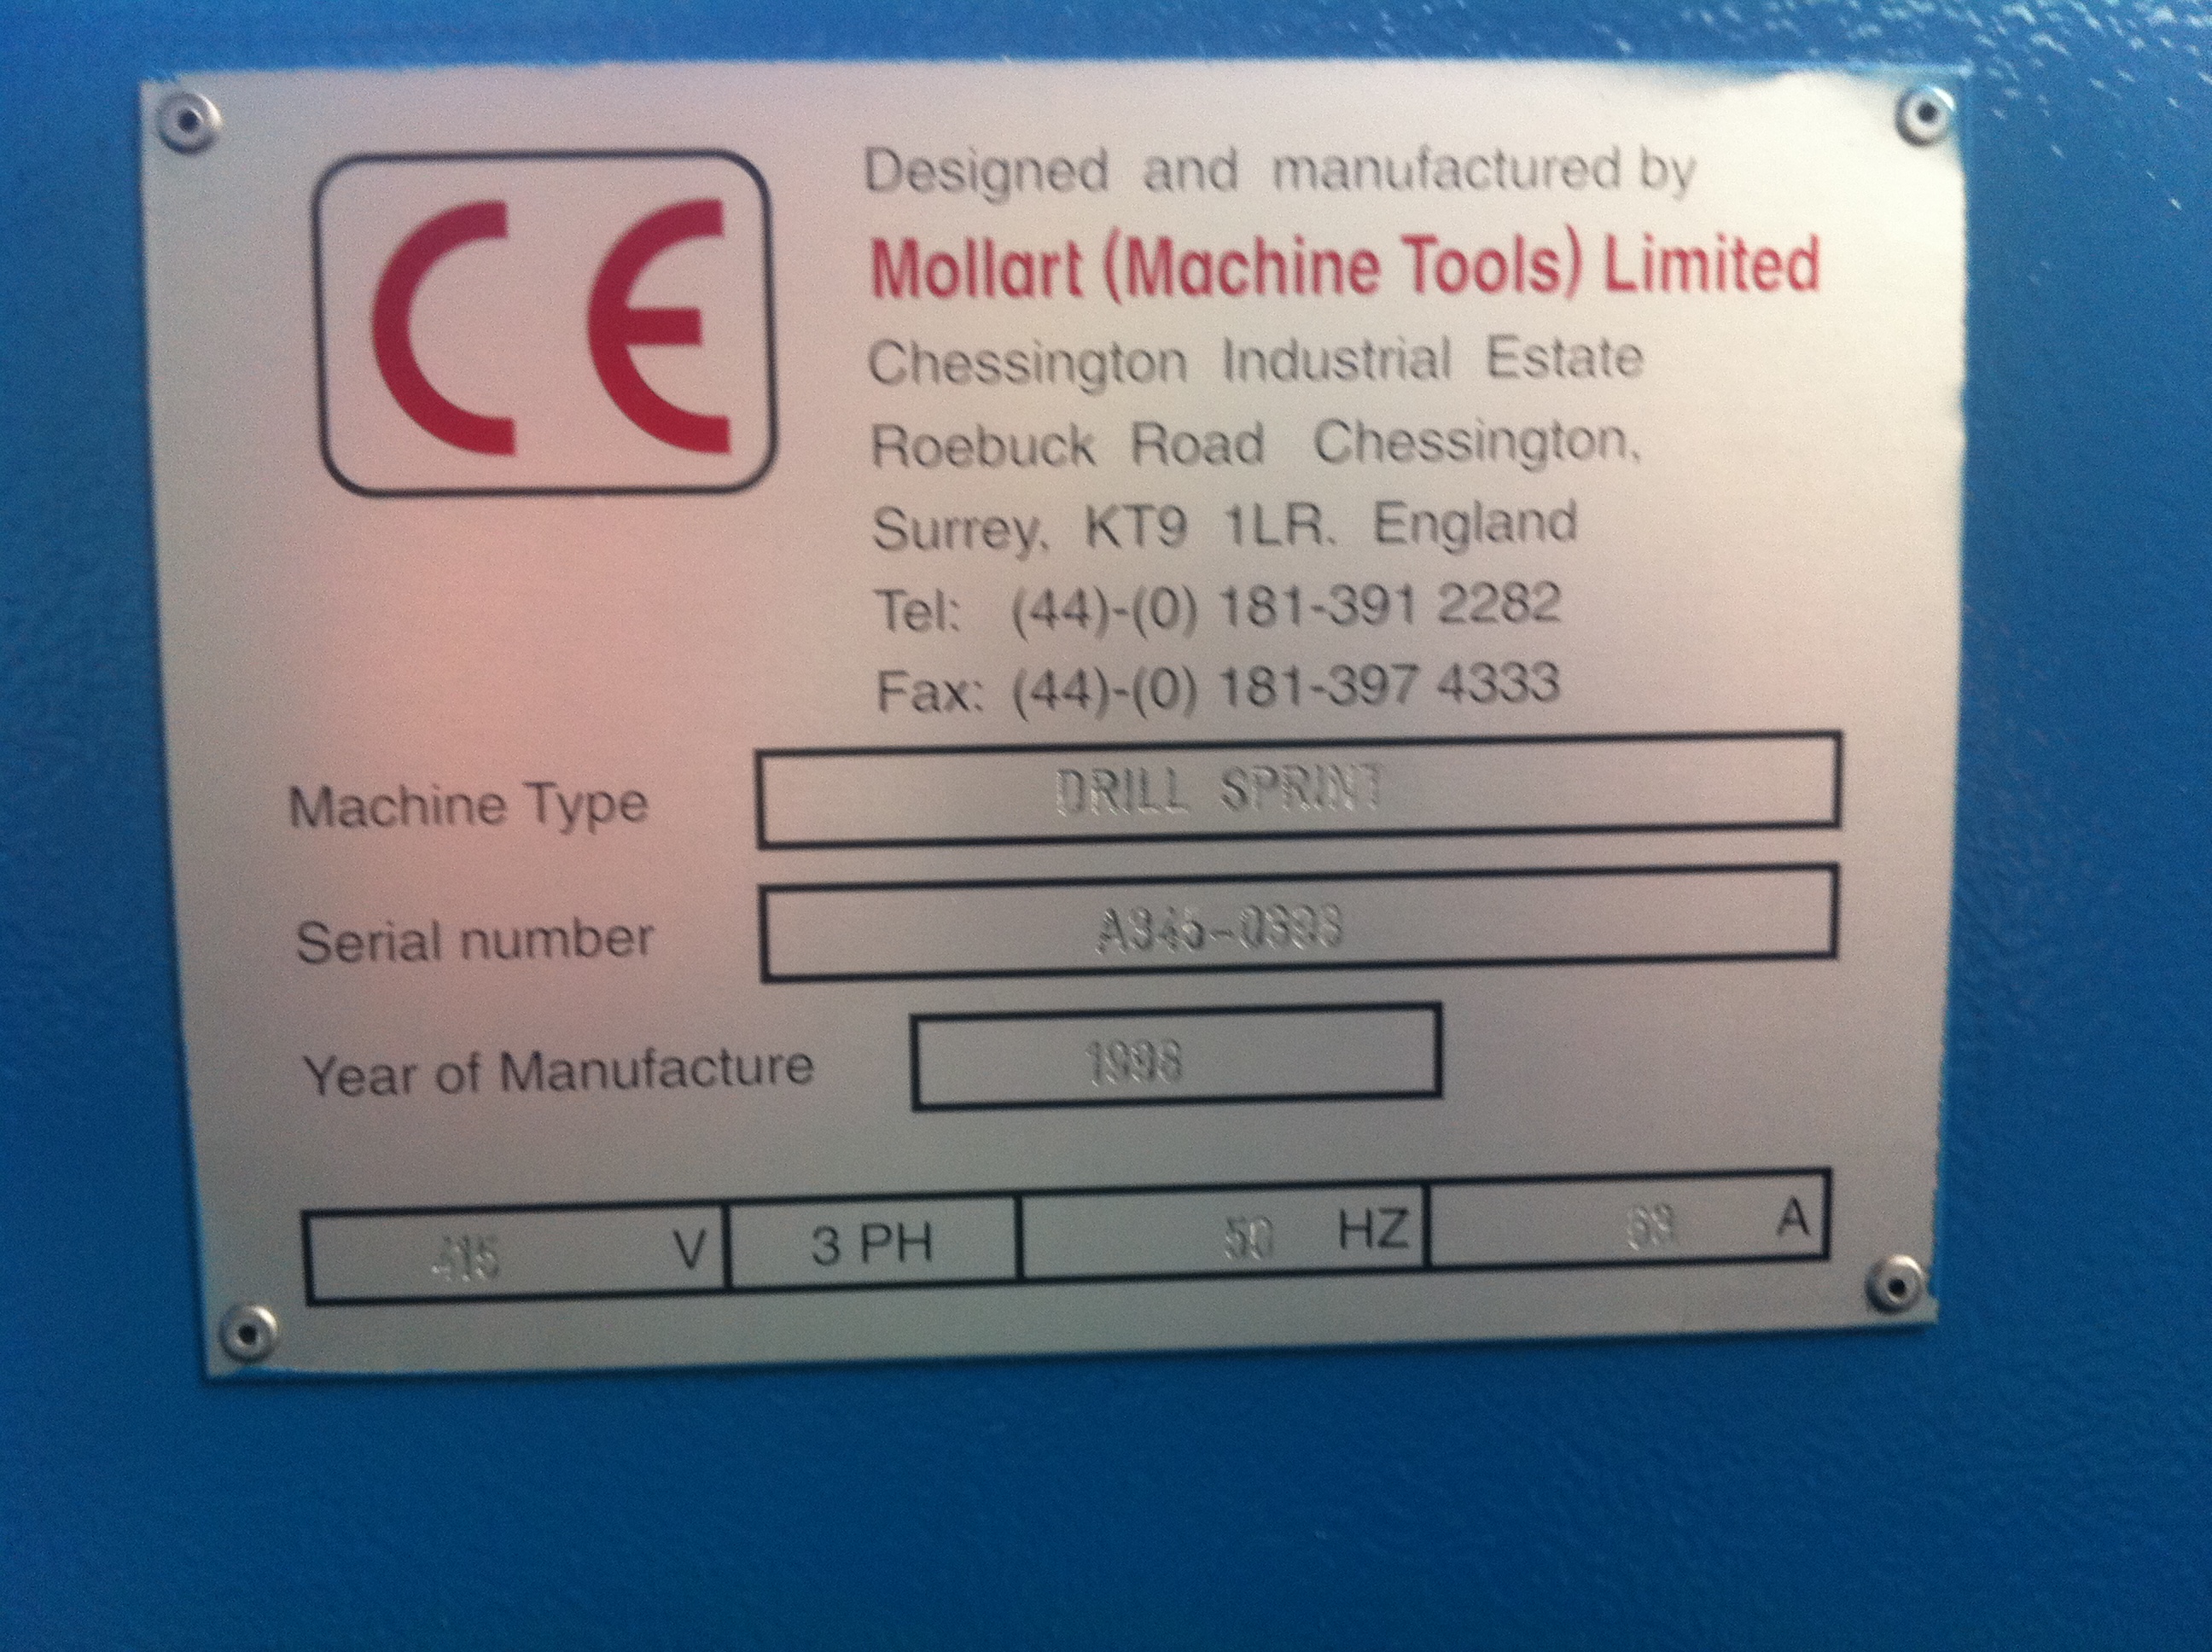 CE
Designed and manufactured by
Mollart (Machine Tools) Limited
Chessington Industrial Estate
Roebuck Road Chessington,
Surrey. KT9 1LR. England
Tel: (44)-(0) 181-391 2282
Fax: (44)-(0) 181-397 4333
Machine Type DRILL SPRINT
Serial number
Year of Manufacture 1998
415 V 3 PH 50 HZ A